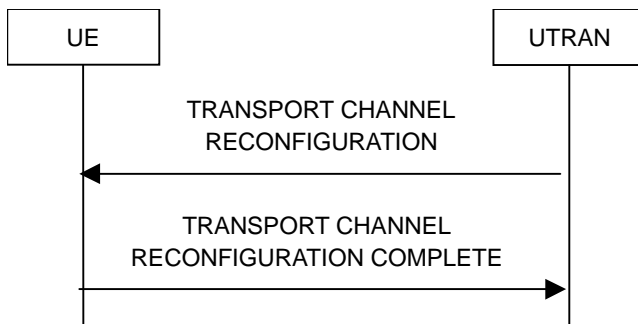 UE
UTRAN
TRANSPORT CHANNEL
RECONFIGURATION
TRANSPORT CHANNEL
RECONFIGURATION COMPLETE